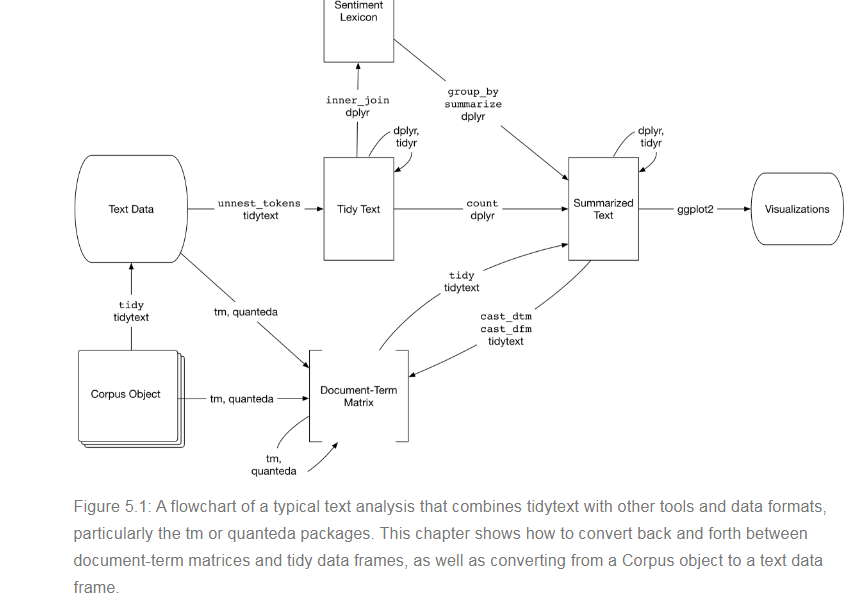 Sentiment
Lexicon
inner_join
dplyr
group_by
summarize
dplyr
dplyr,
tidyr
dplyr,
tidyr
Text Data
unnest_tokens
tidytext
Tidy Text
count
dplyr
Summarized
Text
ggplot2
Visualizations
tidy
tidytext
tidy
tidytext
tm, quanteda
cast_dtm
cast_dfm
tidytext
Corpus Object
tm, quanteda
Document-Term
Matrix
tm,
quanteda
Figure 5.1: A flowchart of a typical text analysis that combines tidytext with other tools and data formats,
particularly the tm or quanteda packages. This chapter shows how to convert back and forth between
document-term matrices and tidy data frames, as well as converting from a Corpus object to a text data
frame.